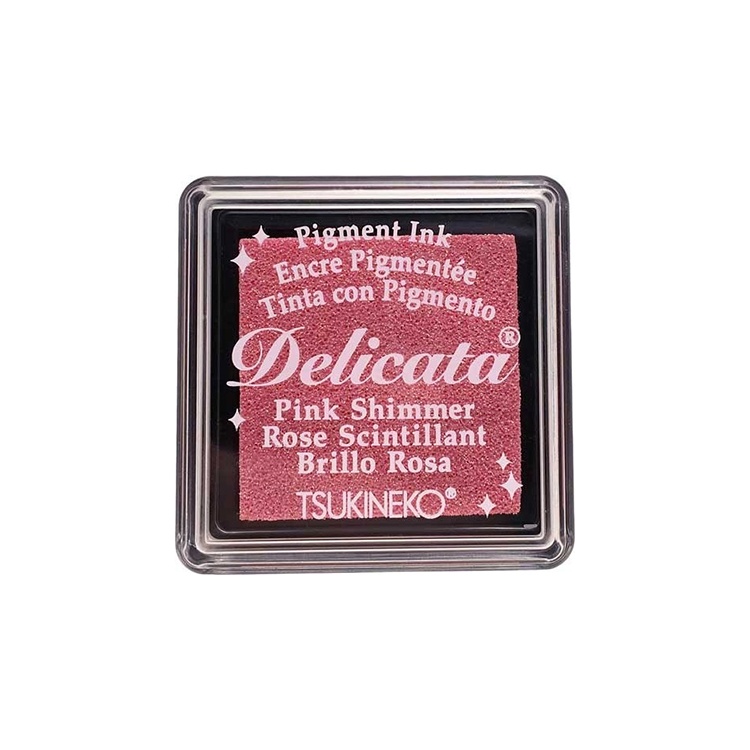 Pigment Ink
Encre Pigmentée
Tinta con Pigmento
Delicata®
Pink Shimmer
Rose Scintillant
Brillo Rosa
TSUKINEKO®